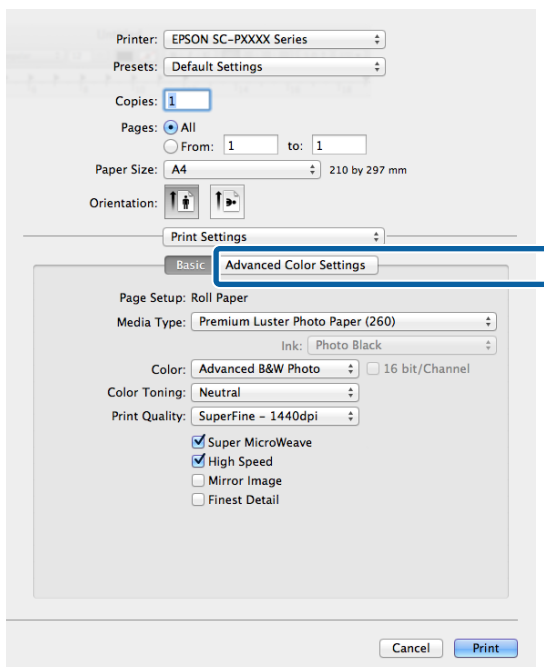 Printer: EPSON SC-PXXXX Series
Presets: Default Settings
Copies: 1
Pages: All
From: 1 to: 1
Paper Size: A4 210 by 297 mm
Orientation:
Print Settings
Basic Advanced Color Settings
Page Setup: Roll Paper
Media Type: Premium Luster Photo Paper (260)
Ink: Photo Black
Color: Advanced B&W Photo 16 bit/Channel
Color Toning: Neutral
Print Quality: SuperFine – 1440dpi
Super MicroWeave
High Speed
Mirror Image
Finest Detail
Cancel Print